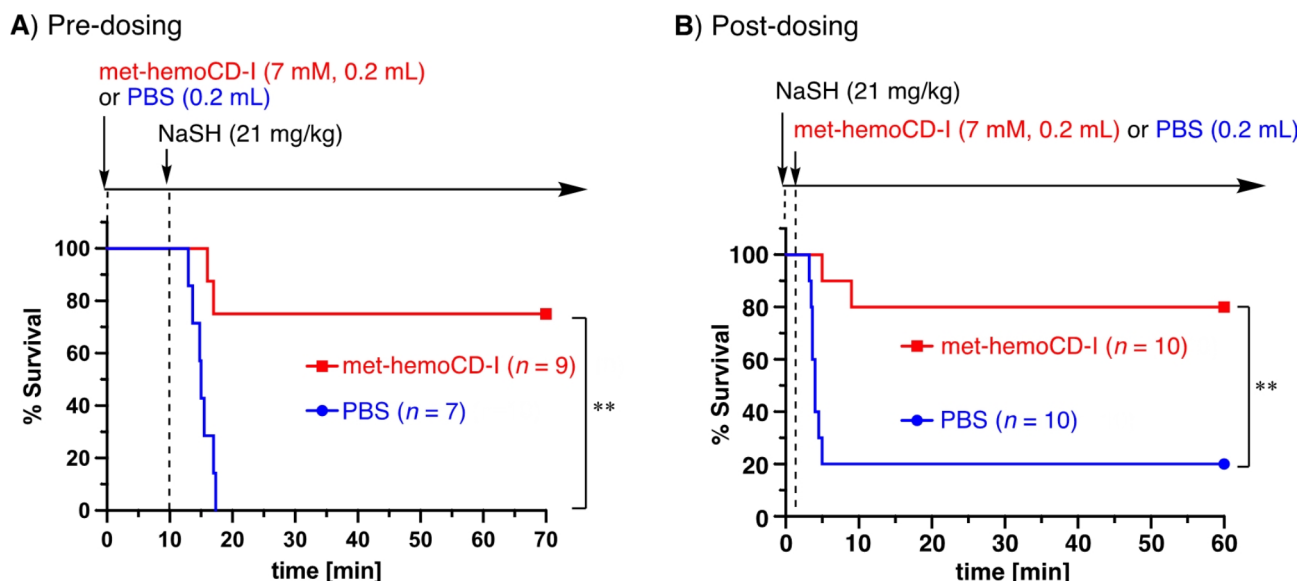 A) Pre-dosing
met-hemoCD-I (7 mM, 0.2 mL)
or PBS (0.2 mL)
NaSH (21 mg/kg)
% Survival
100
80
60
40
20
0
met-hemoCD-I (n = 9)
PBS (n = 7)
**
0 10 20 30 40 50 60 70
time [min]
B) Post-dosing
NaSH (21 mg/kg)
met-hemoCD-I (7 mM, 0.2 mL) or PBS (0.2 mL)
% Survival
100
80
60
40
20
0
met-hemoCD-I (n = 10)
PBS (n = 10)
**
0 10 20 30 40 50 60
time [min]